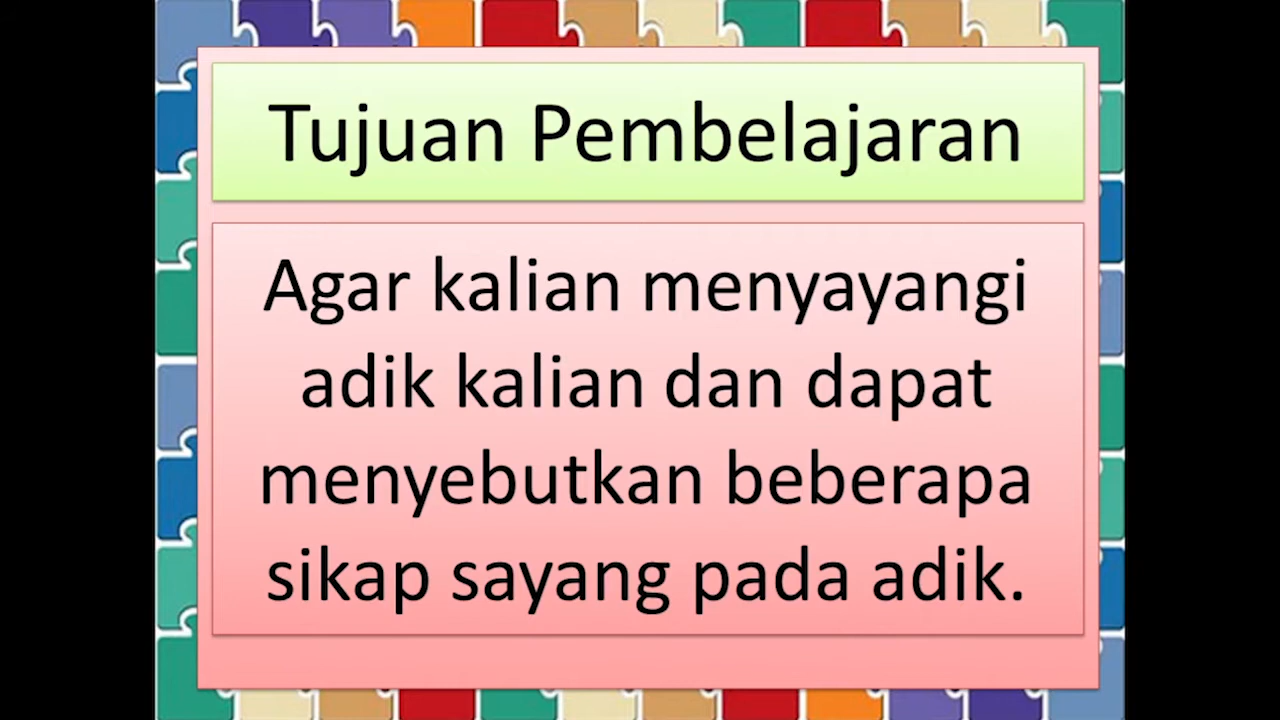 Tujuan Pembelajaran
Agar kalian menyayangi
adik kalian dan dapat
menyebutkan beberapa
sikap sayang pada adik.